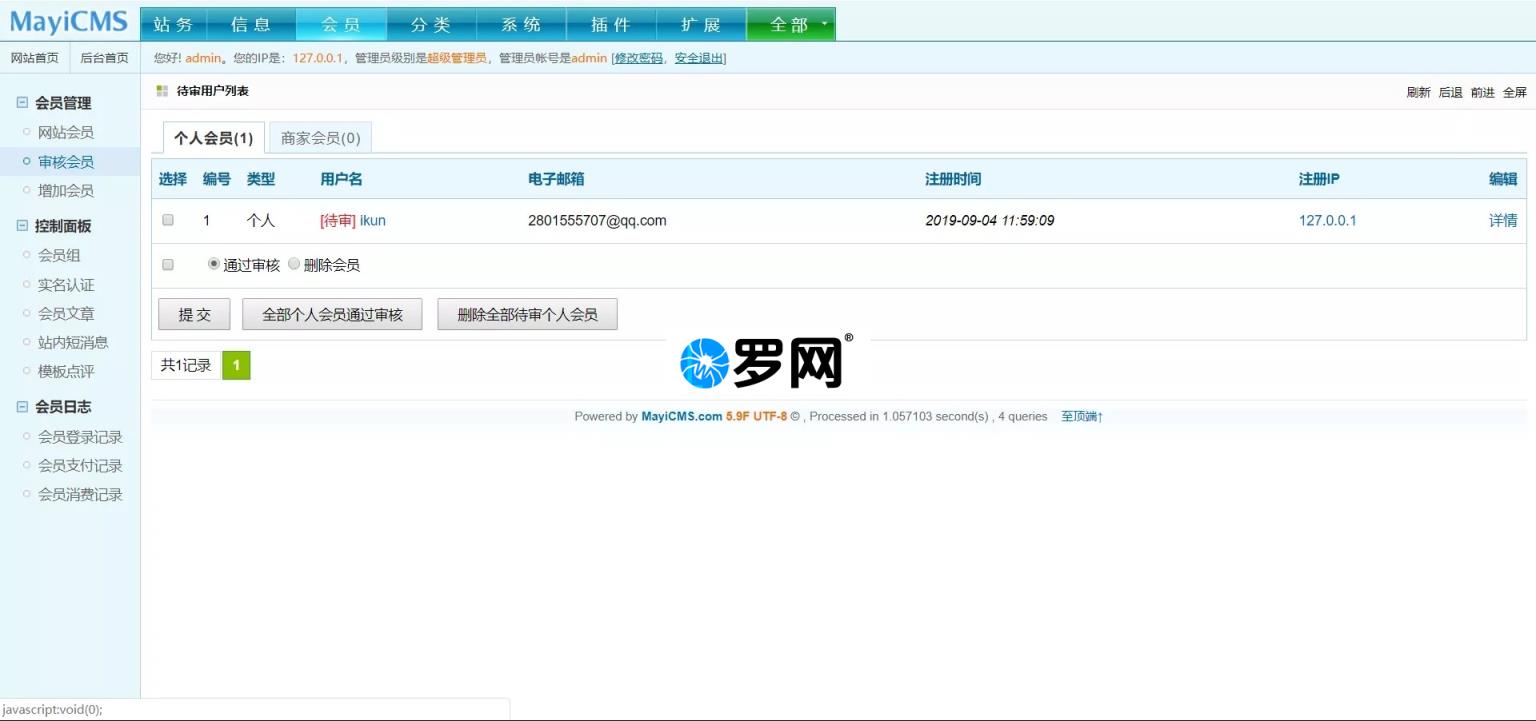 MayiCMS
站务 信息 会员 分类 系统 插件 扩展 全部
网站首页 后台首页 您好! admin。您的IP是：127.0.0.1，管理员级别是超级管理员，管理员帐号是admin [修改密码，安全退出]
待审用户列表 刷新 后退 前进 全屏
会员管理
网站会员
审核会员
增加会员
控制面板
会员组
实名认证
会员文章
站内短消息
模板点评
会员日志
会员登录记录
会员支付记录
会员消费记录
个人会员(1) 商家会员(0)
选择 编号 类型 用户名 电子邮箱 注册时间 注册IP 编辑
1 个人 [待审] ikun 2801555707@qq.com 2019-09-04 11:59:09 127.0.0.1 详情
通过审核 删除会员
提交 全部个人会员通过审核 删除全部待审个人会员
共1记录 1
罗网®
Powered by MayiCMS.com 5.9F UTF-8 © , Processed in 1.057103 second(s) , 4 queries 至顶端↑
javascript:void(0);